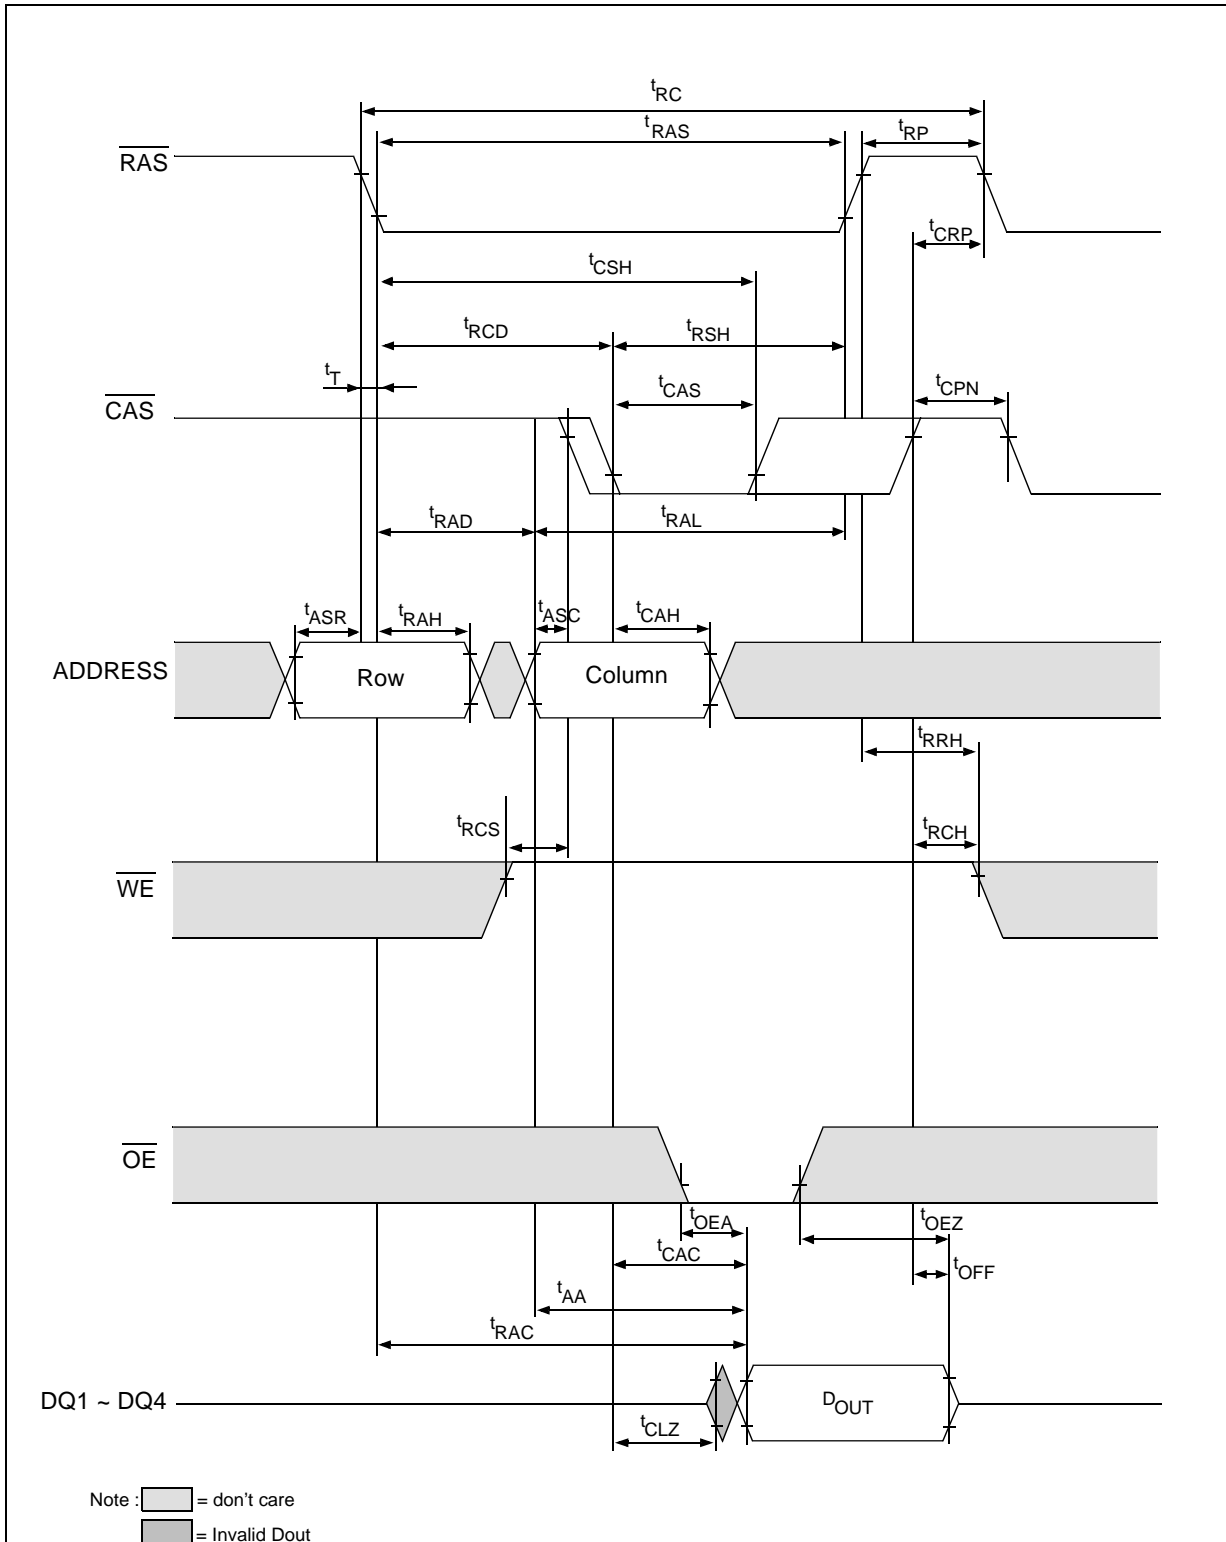 tRC
tRAS
tRP
RAS
tCRP
tCSH
tRCD
tRSH
tT
tCAS
tCPN
CAS
tRAD
tRAL
tASR
tRAH
tASC
tCAH
ADDRESS
Row
Column
tRRH
tRCS
tRCH
WE
OE
tOEA
tOEZ
tCAC
tOFF
tAA
tRAC
DQ1 ~ DQ4
DOUT
tCLZ
Note : = don't care
= Invalid Dout